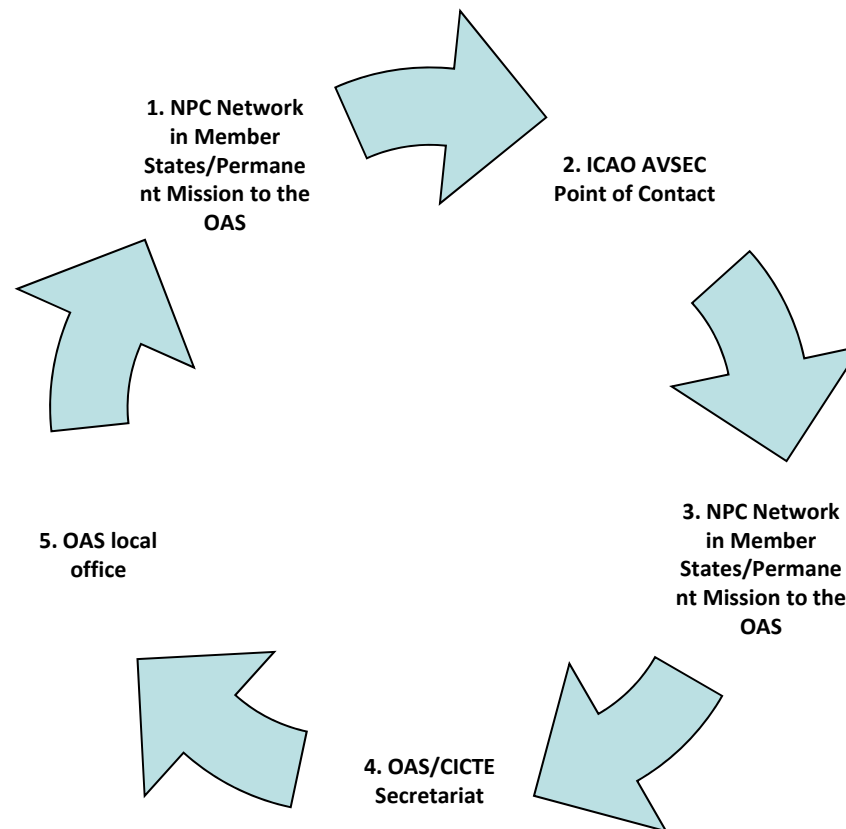 1. NPC Network
in Member
States/Permane
nt Mission to the
OAS
2. ICAO AVSEC
Point of Contact
3. NPC Network
in Member
States/Permane
nt Mission to the
OAS
4. OAS/CICTE
Secretariat
5. OAS local
office